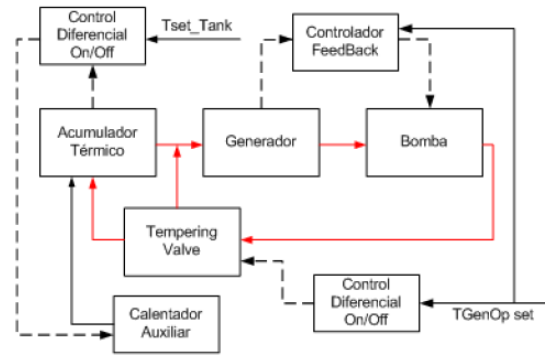 Control
Diferencial
On/Off
Tset_Tank
Controlador
FeedBack
Acumulador
Térmico
Generador
Bomba
Tempering
Valve
Control
Diferencial
On/Off
TGenOp set
Calentador
Auxiliar